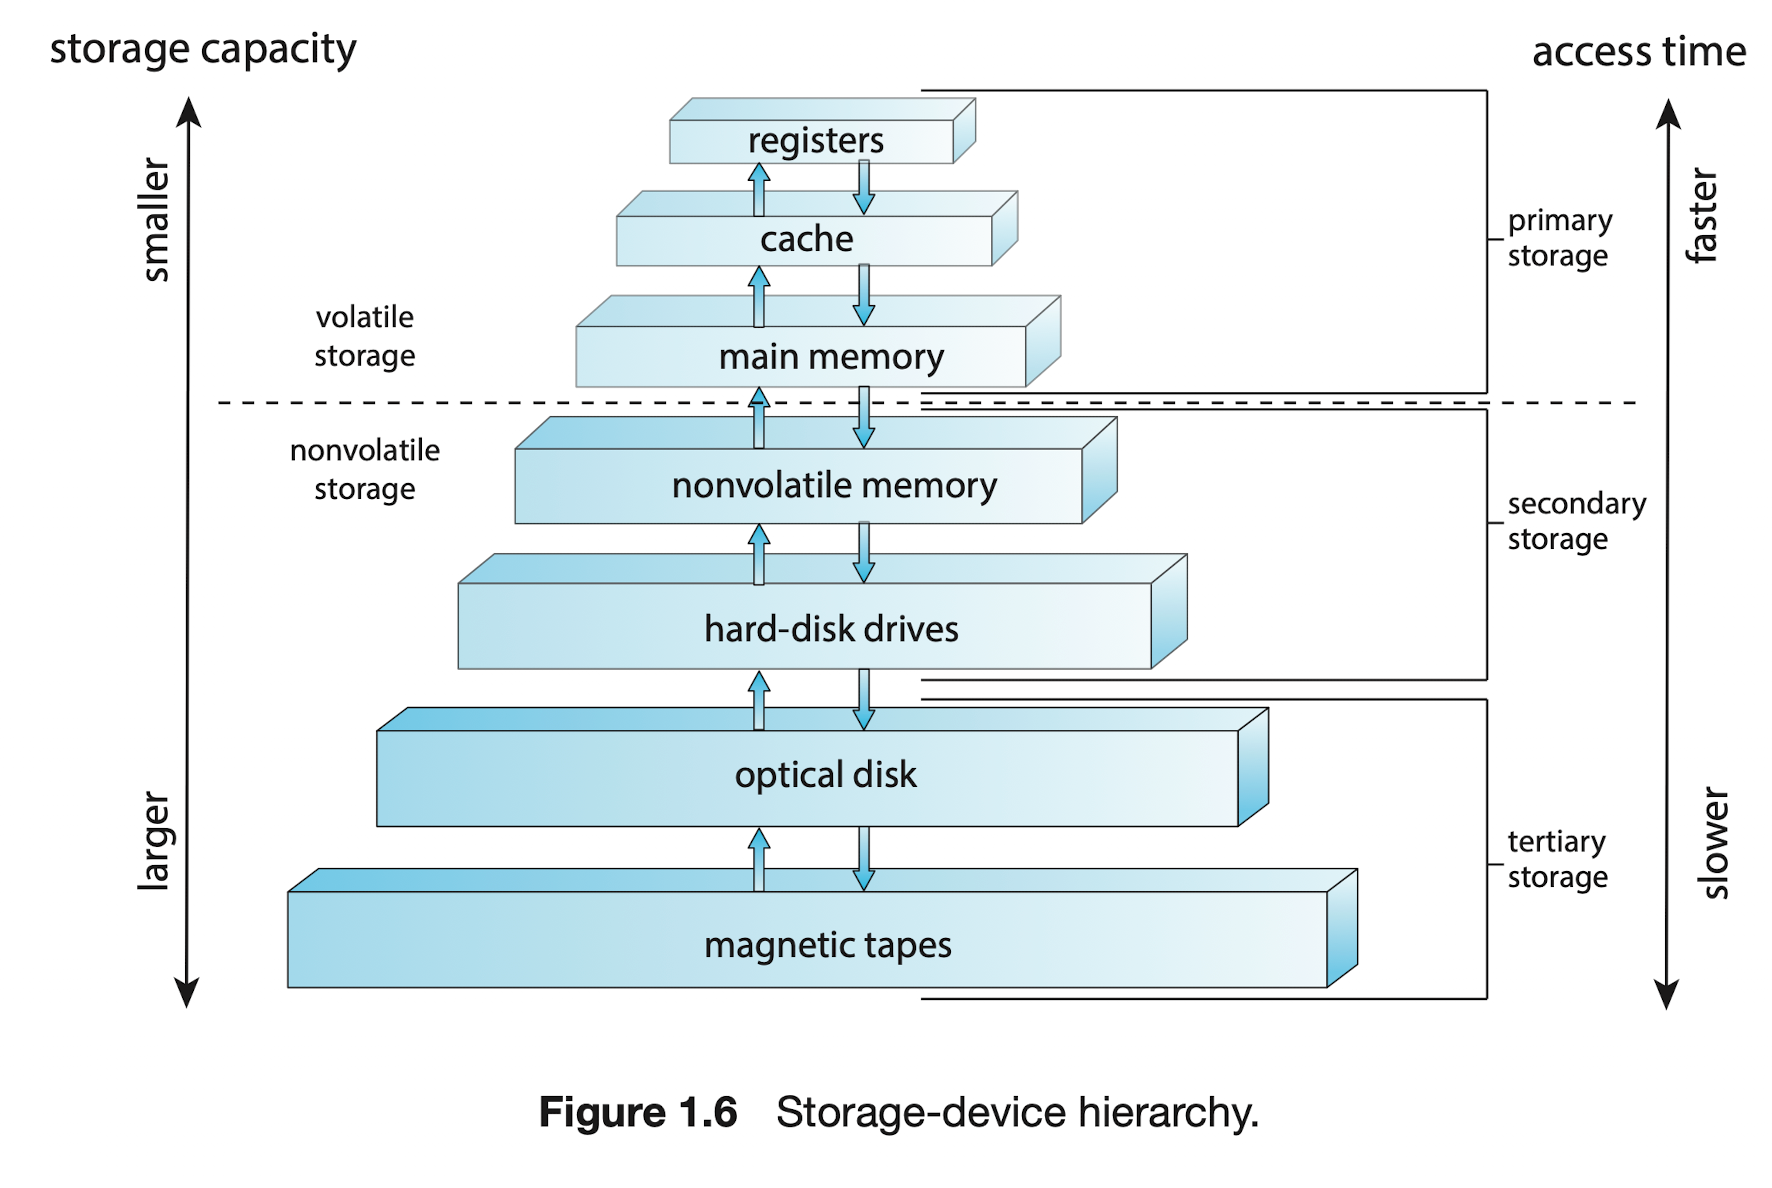 storage capacity
access time
smaller
larger
volatile
storage
nonvolatile
storage
registers
cache
main memory
nonvolatile memory
hard-disk drives
optical disk
magnetic tapes
primary
storage
secondary
storage
tertiary
storage
faster
slower
Figure 1.6 Storage-device hierarchy.